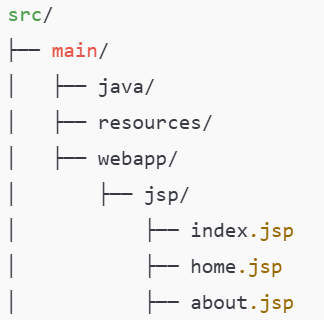 src/
├── main/
│   ├── java/
│   ├── resources/
│   ├── webapp/
│       ├── jsp/
│           ├── index.jsp
│           ├── home.jsp
│           ├── about.jsp